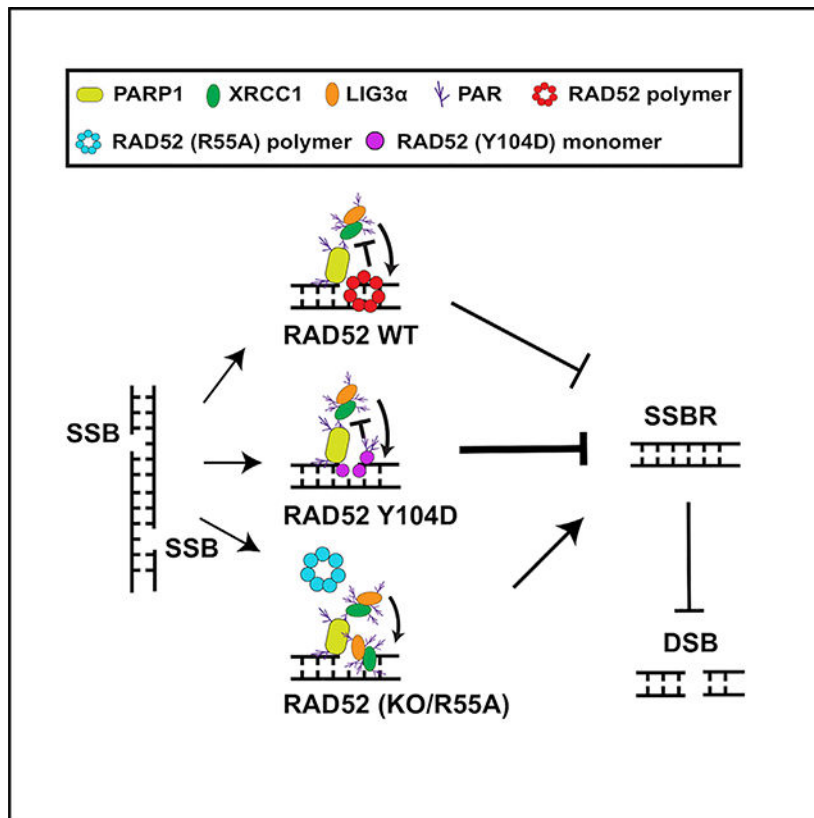 PARP1 XRCC1 LIG3α PAR RAD52 polymer
RAD52 (R55A) polymer RAD52 (Y104D) monomer
RAD52 WT
SSB
SSBR
RAD52 Y104D
SSB
DSB
RAD52 (KO/R55A)